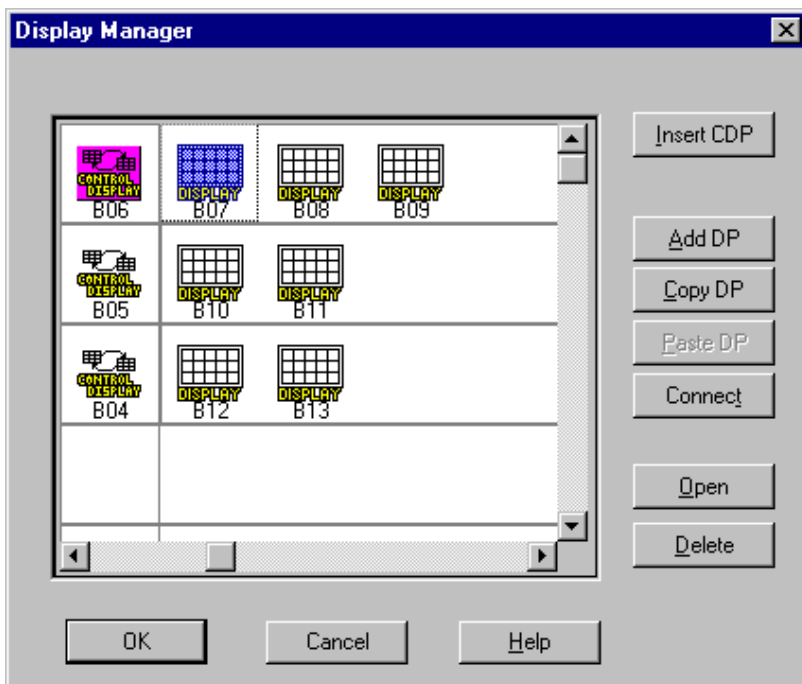 Display Manager
CONTROL DISPLAY B06
DISPLAY B07
DISPLAY B08
DISPLAY B09
CONTROL DISPLAY B05
DISPLAY B10
DISPLAY B11
CONTROL DISPLAY B04
DISPLAY B12
DISPLAY B13
Insert CDP
Add DP
Copy DP
Paste DP
Connect
Open
Delete
OK
Cancel
Help